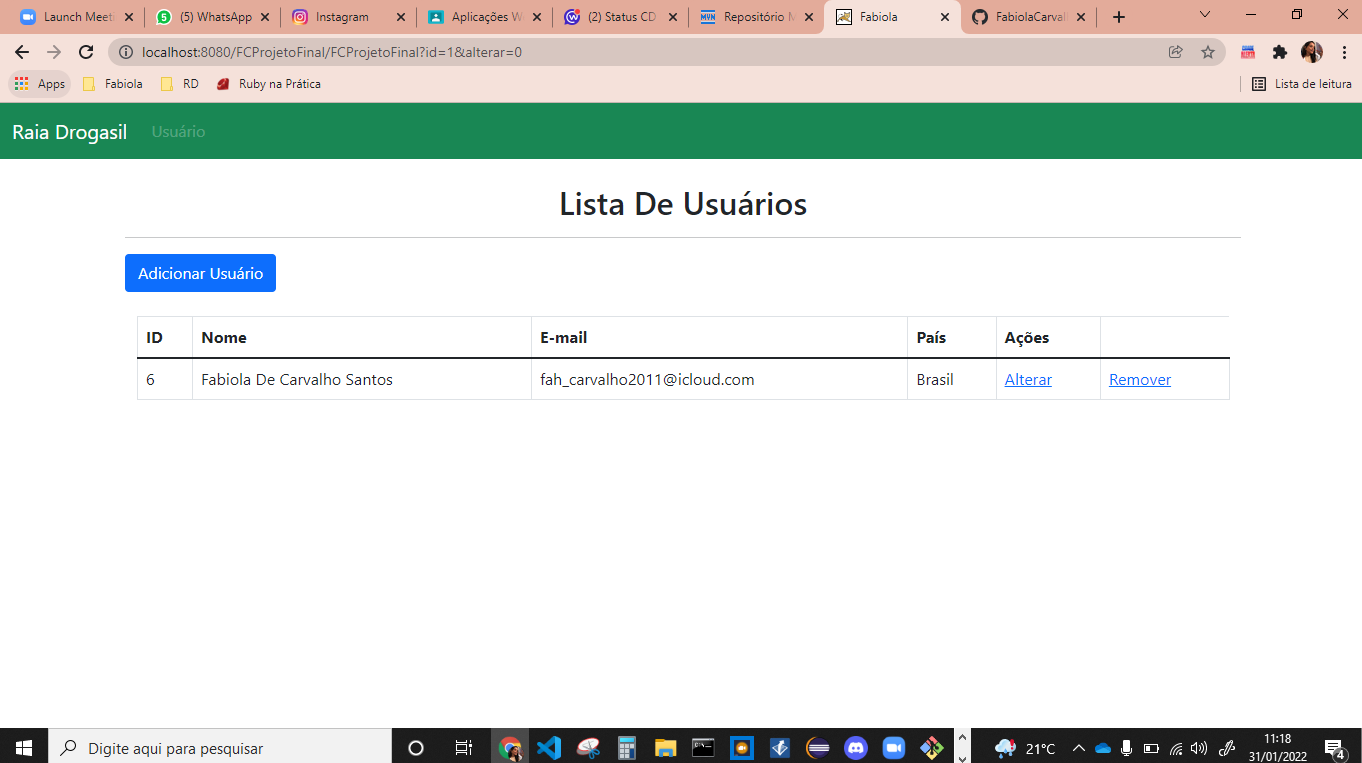 Launch Meeti
(5) WhatsApp
Instagram
Aplicações W
(2) Status CD
Repositório M
Fabiola
FabiolaCarval
localhost:8080/FCProjetoFinal/FCProjetoFinal?id=1&alterar=0
Apps
Fabiola
RD
Ruby na Prática
Lista de leitura
Raia Drogasil
Usuário
Lista De Usuários
Adicionar Usuário
ID Nome E-mail País Ações
6 Fabiola De Carvalho Santos fah_carvalho2011@icloud.com Brasil Alterar Remover
Digite aqui para pesquisar
21°C
11:18
31/01/2022
4